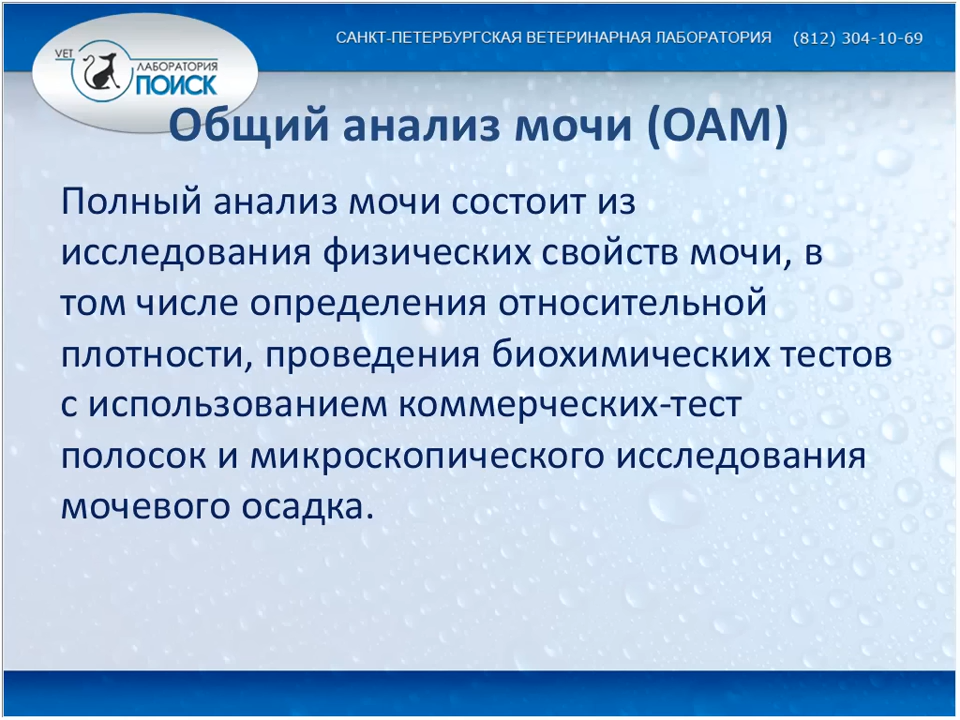 САНКТ-ПЕТЕРБУРГСКАЯ ВЕТЕРИНАРНАЯ ЛАБОРАТОРИЯ (812) 304-10-69
VET
ЛАБОРАТОРИЯ
ПОИСК
Общий анализ мочи (ОАМ)
Полный анализ мочи состоит из
исследования физических свойств мочи, в
том числе определения относительной
плотности, проведения биохимических тестов
с использованием коммерческих-тест
полосок и микроскопического исследования
мочевого осадка.